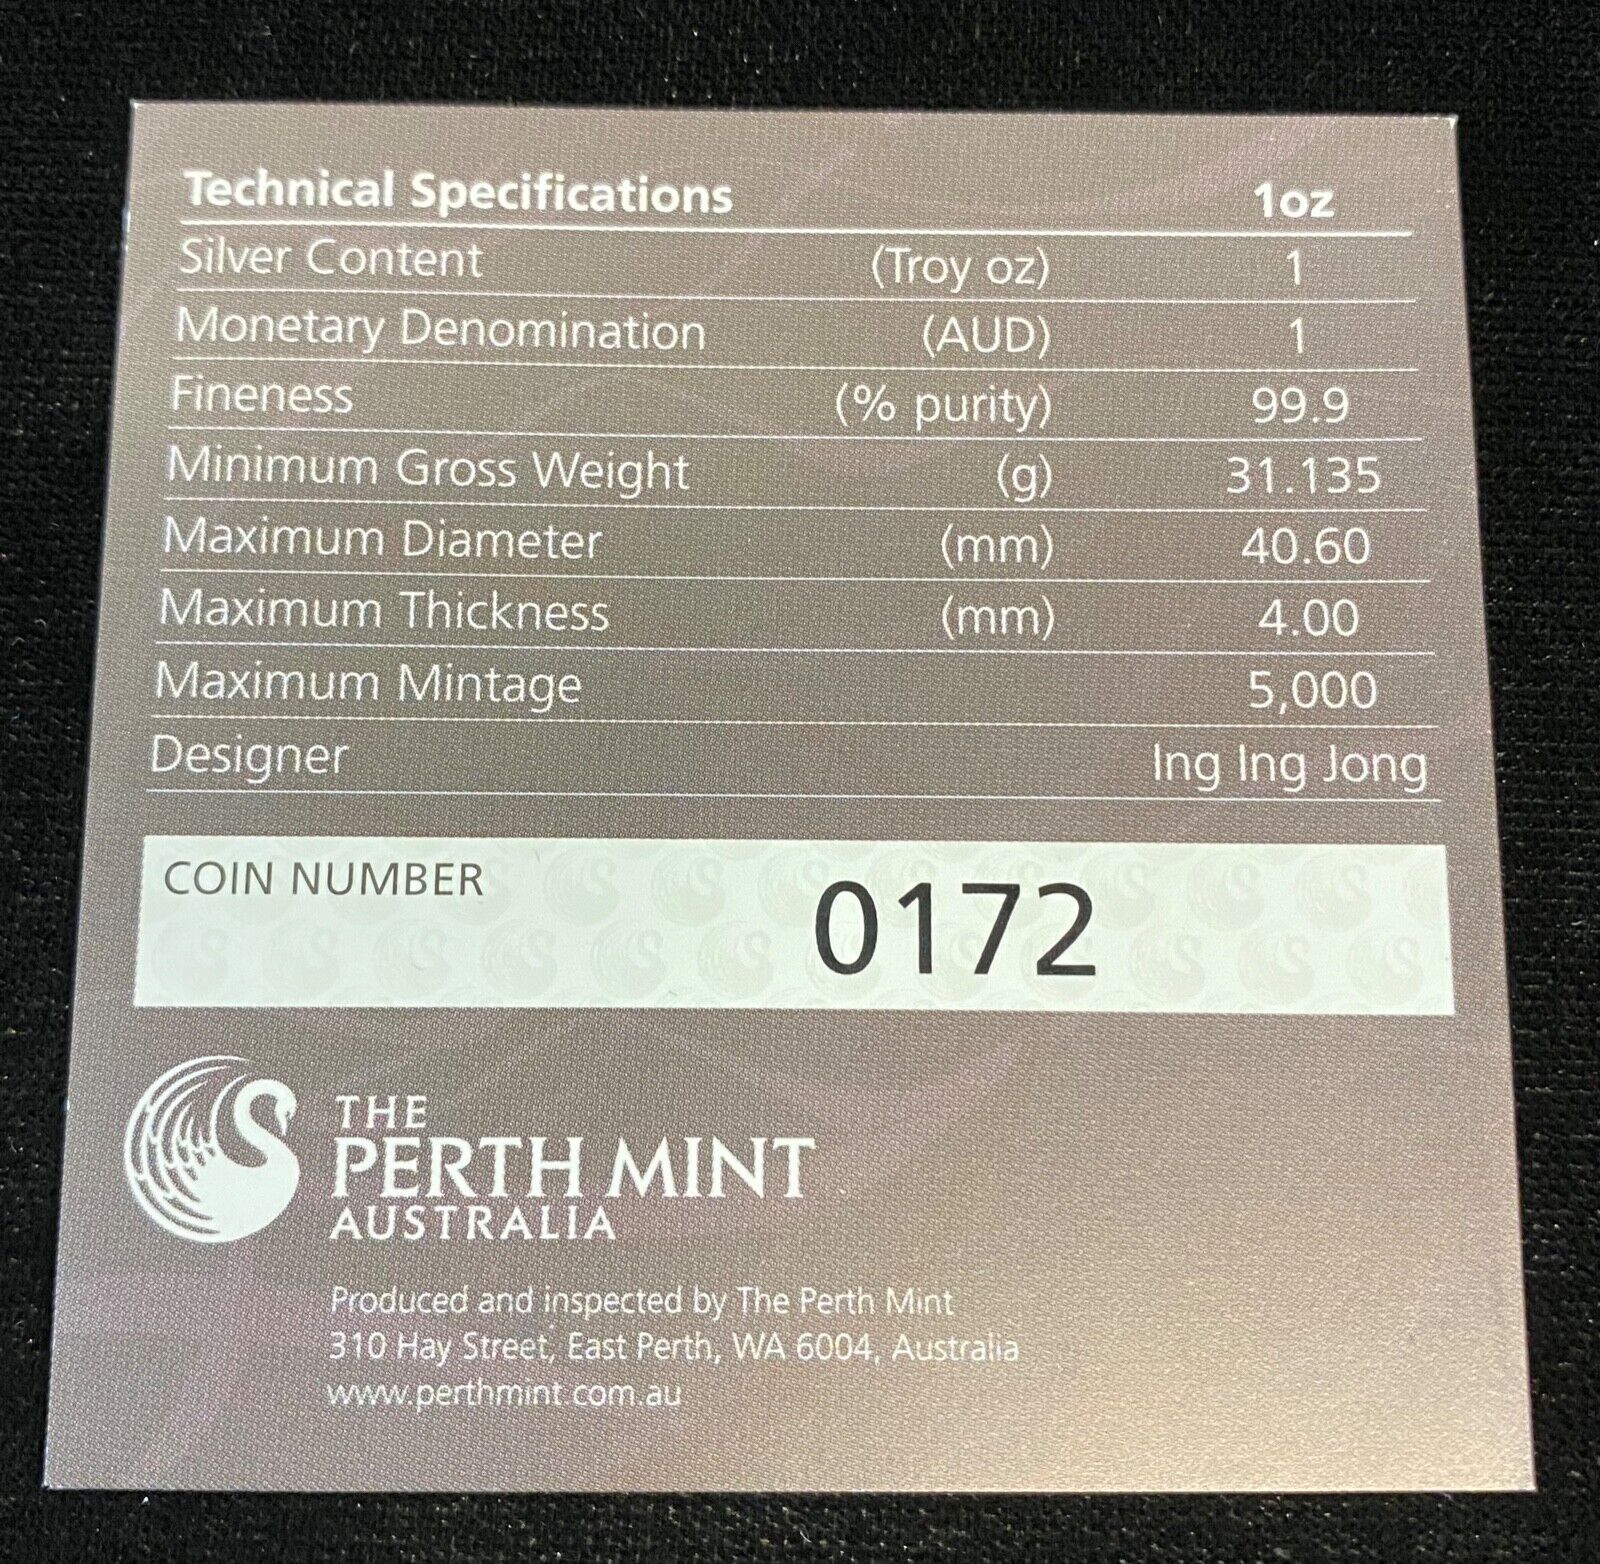 Technical Specifications 1oz
Silver Content (Troy oz) 1
Monetary Denomination (AUD) 1
Fineness (% purity) 99.9
Minimum Gross Weight (g) 31.135
Maximum Diameter (mm) 40.60
Maximum Thickness (mm) 4.00
Maximum Mintage 5,000
Designer Ing Ing Jong
COIN NUMBER 0172
THE
PERTH MINT
AUSTRALIA
Produced and inspected by The Perth Mint
310 Hay Street, East Perth, WA 6004, Australia
www.perthmint.com.au